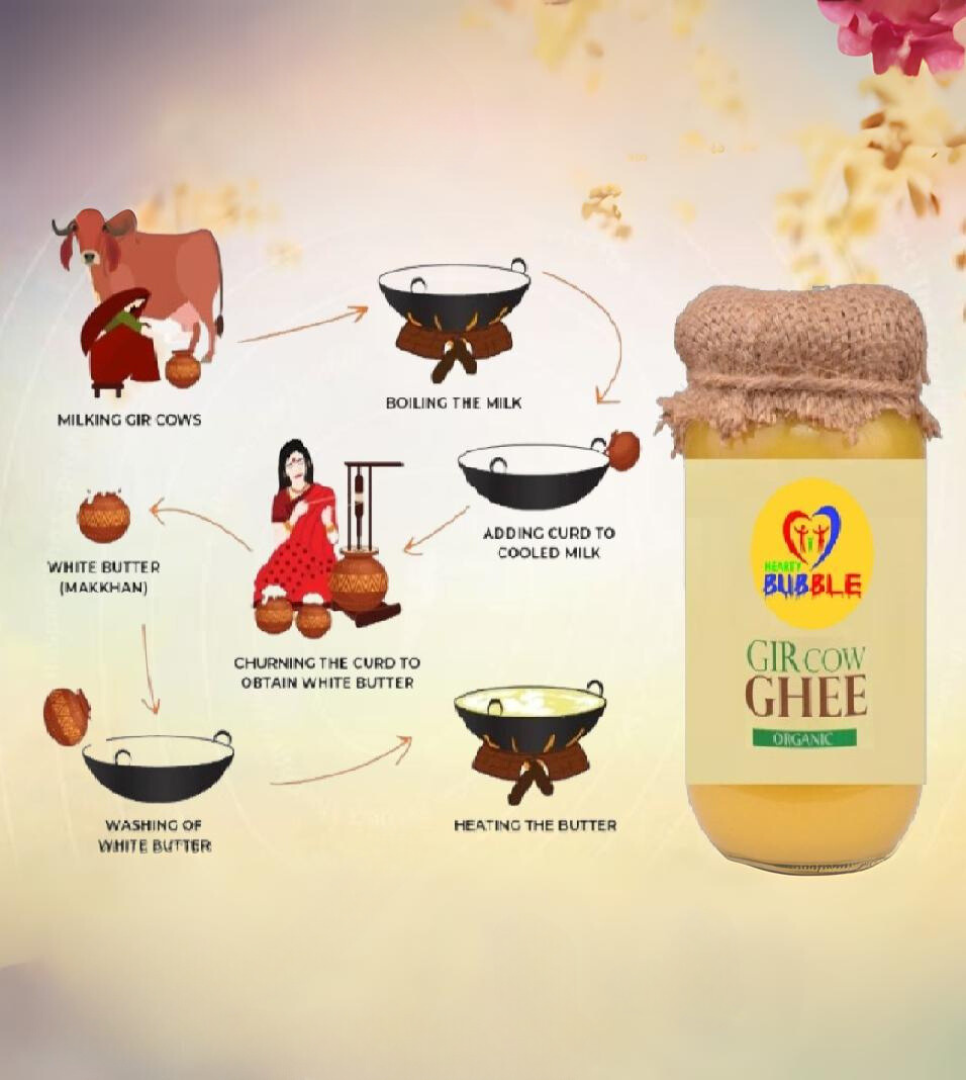 MILKING GIR COWS
BOILING THE MILK
ADDING CURD TO
COOLED MILK
CHURNING THE CURD TO
OBTAIN WHITE BUTTER
WHITE BUTTER
(MAKKHAN)
WASHING OF
WHITE BUTTER
HEATING THE BUTTER
HEARTY
BUBBLE
GIR COW
GHEE
ORGANIC